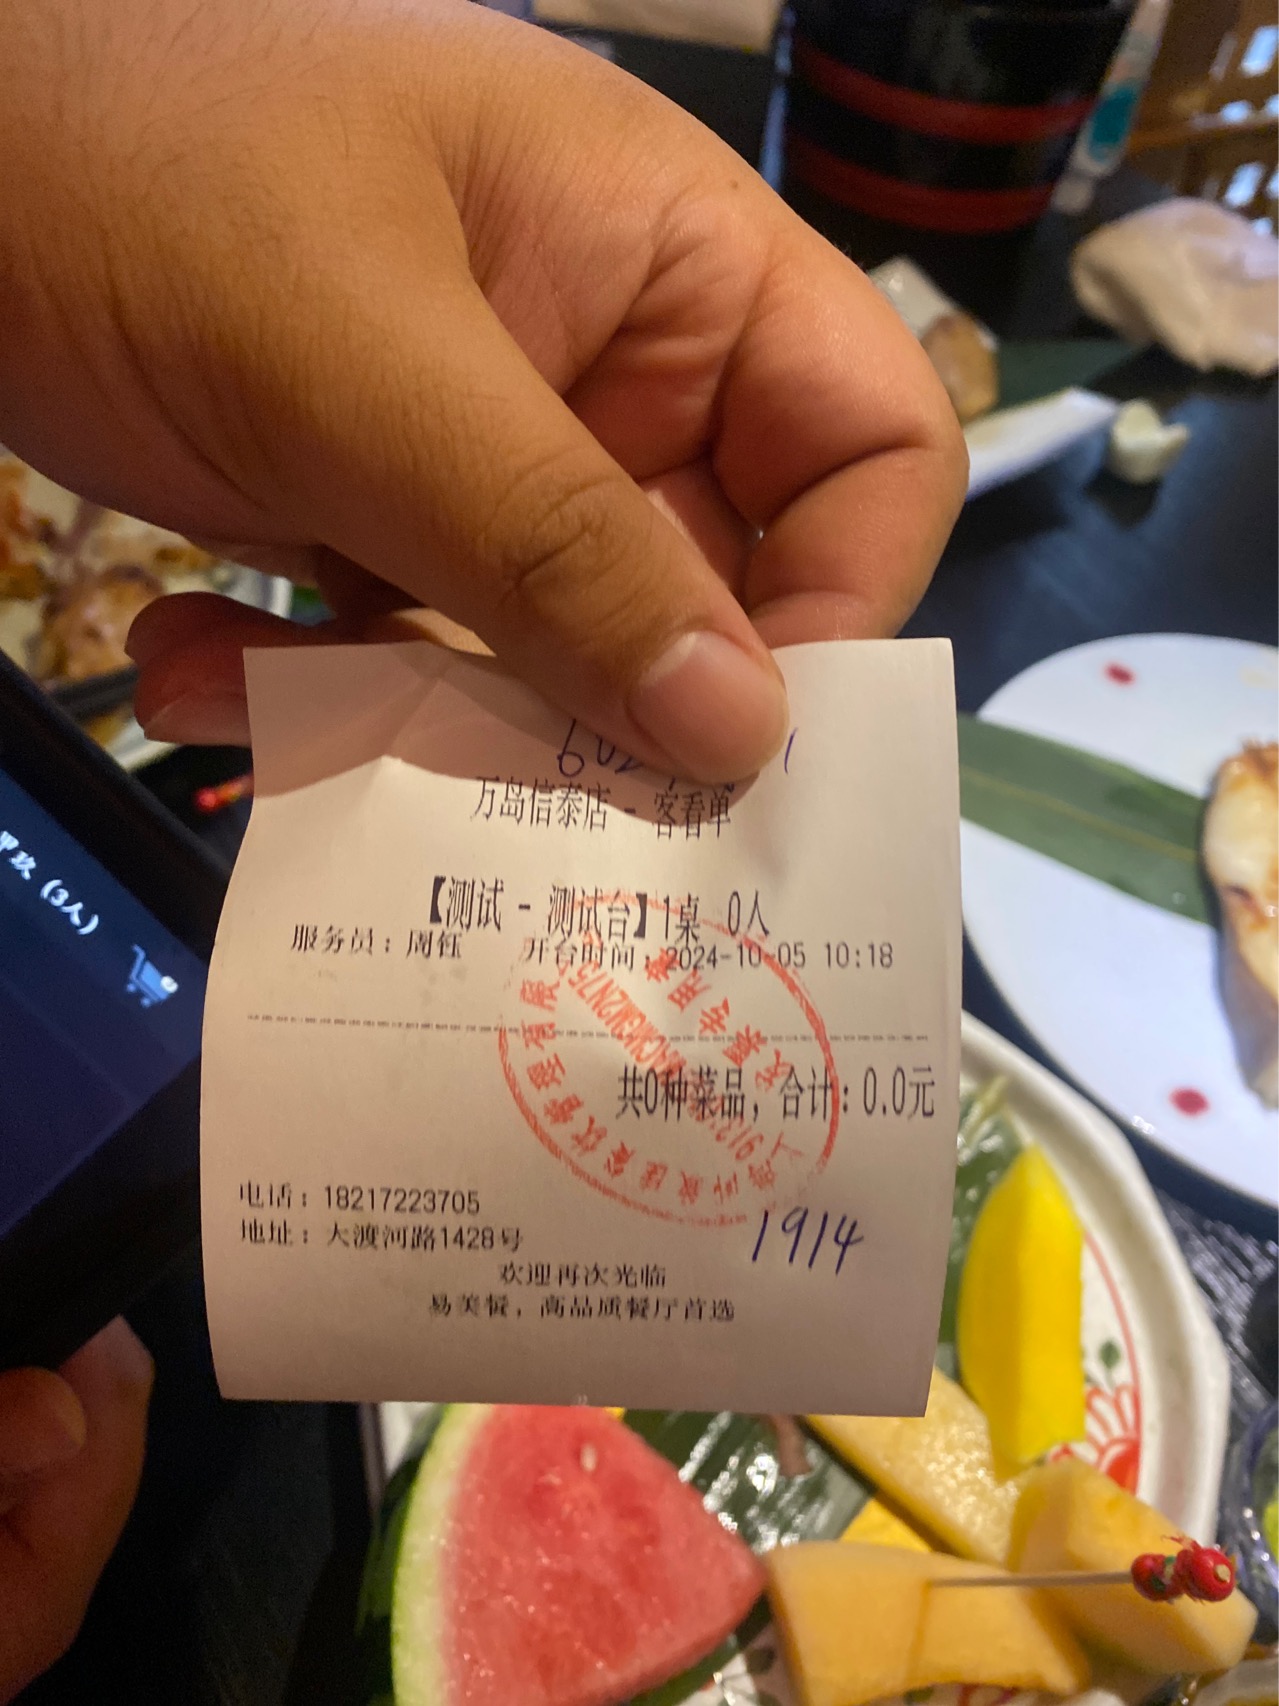 万岛信泰店 - 客看单
【测试 - 测试台】1桌 0人
服务员：周钰 开台时间：2024-10-05 10:18
共0种菜品，合计：0.0元
电话：18217223705
地址：大渡河路1428号
1914
欢迎再次光临
易美餐，高品质餐厅首选
(3人)